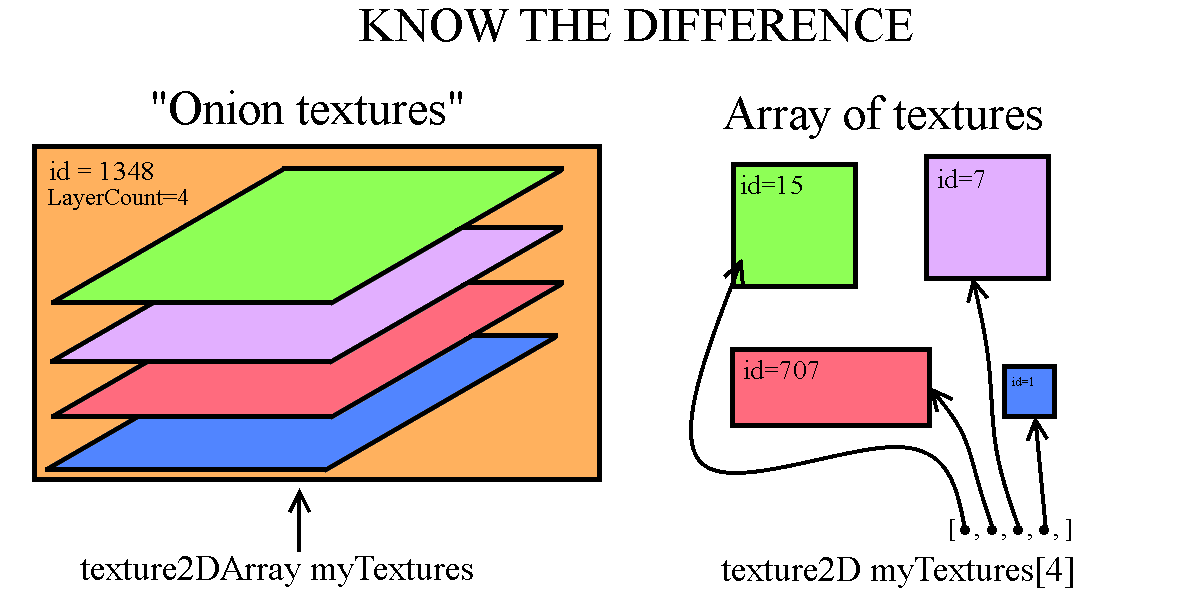 KNOW THE DIFFERENCE
"Onion textures"
id = 1348
LayerCount=4
texture2DArray myTextures
Array of textures
id=15
id=7
id=707
id=1
[ , , , , ]
texture2D myTextures[4]